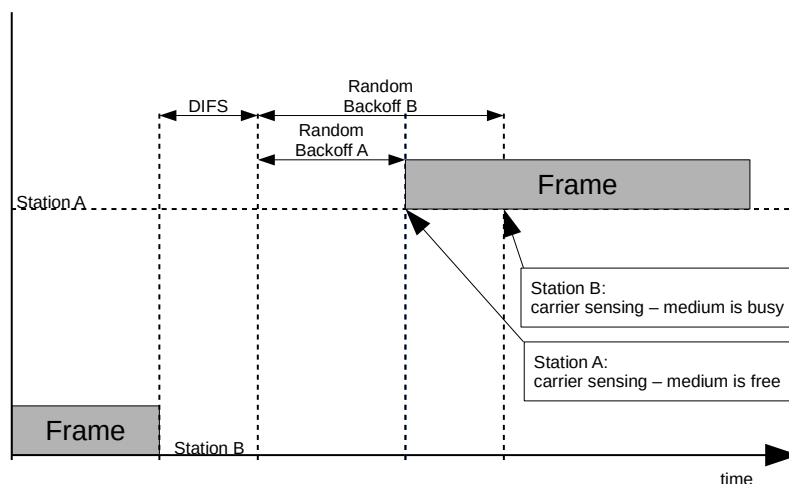 Random
Backoff B
DIFS
Random
Backoff A
Frame
Station A
Station B:
carrier sensing – medium is busy
Station A:
carrier sensing – medium is free
Frame
Station B
time